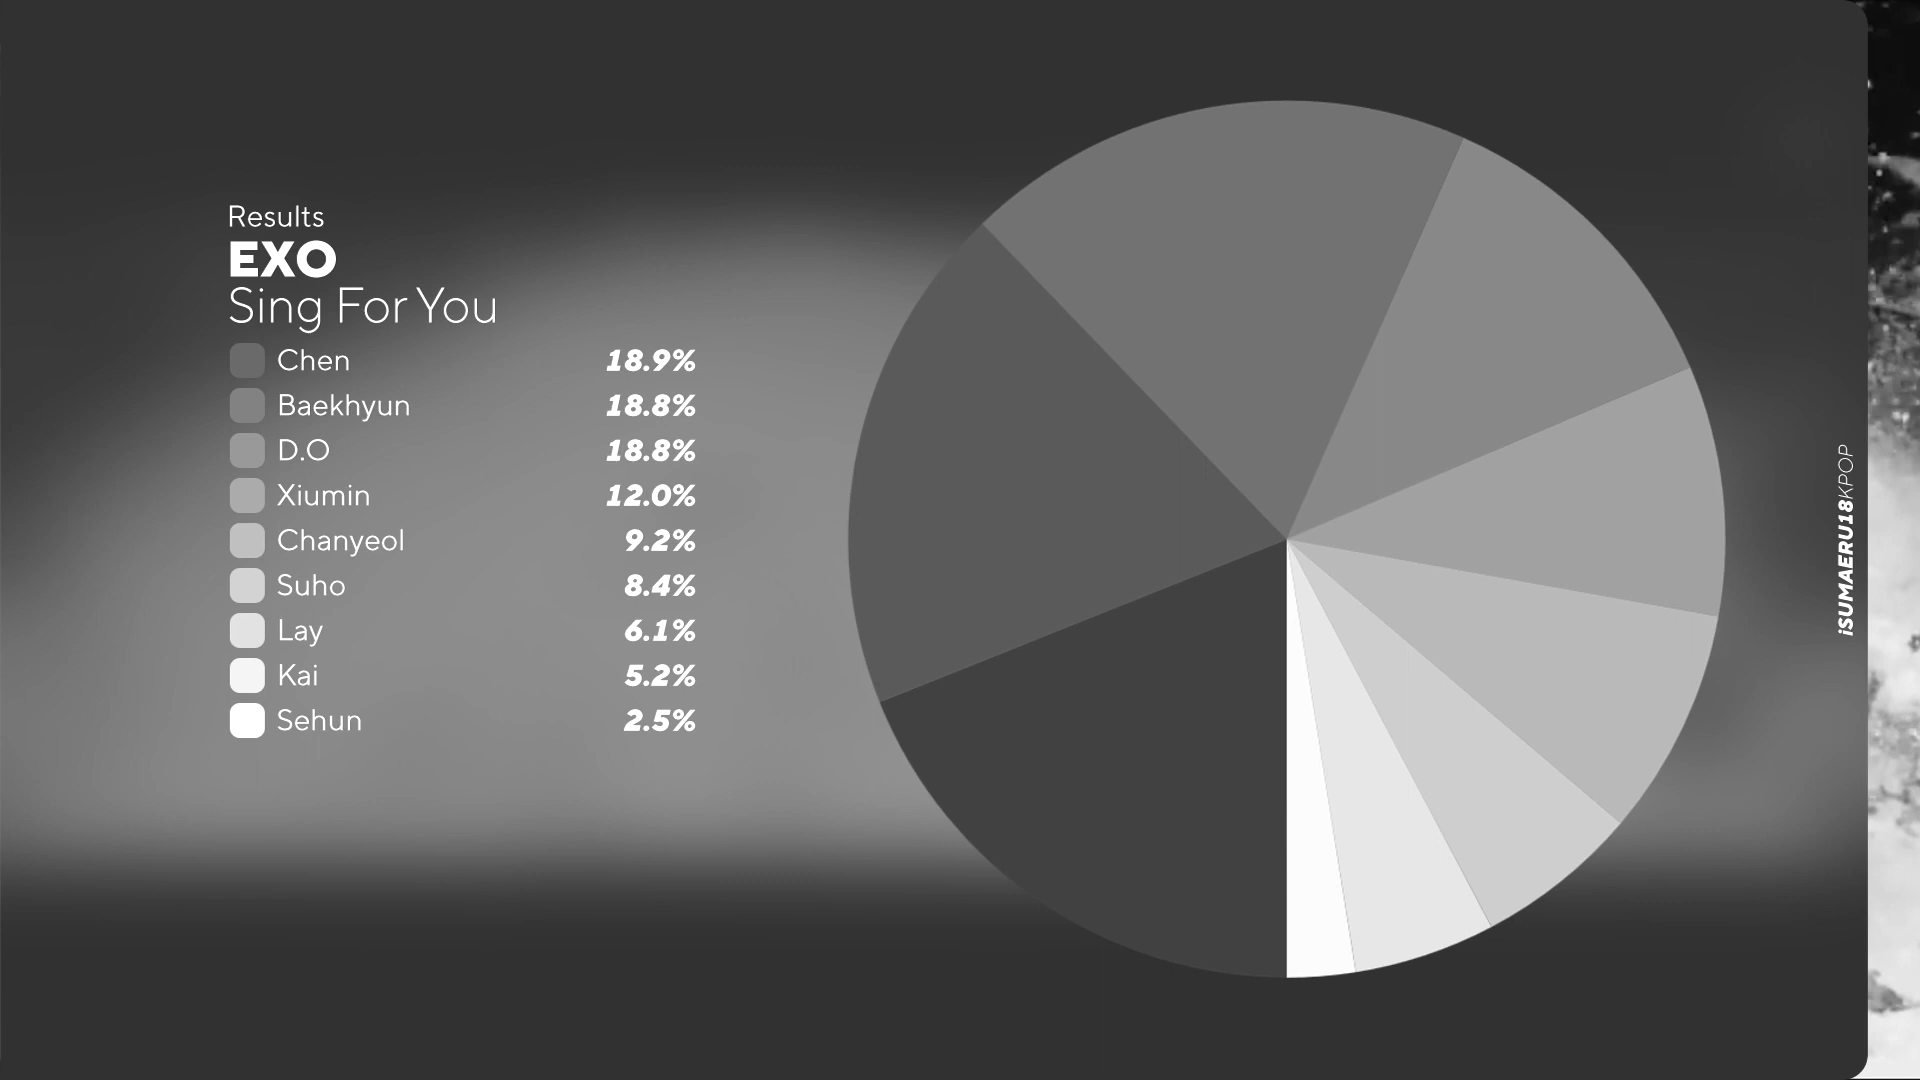 Results
EXO
Sing For You
Chen 18.9%
Baekhyun 18.8%
D.O 18.8%
Xiumin 12.0%
Chanyeol 9.2%
Suho 8.4%
Lay 6.1%
Kai 5.2%
Sehun 2.5%
iSUMAERU18KPOP